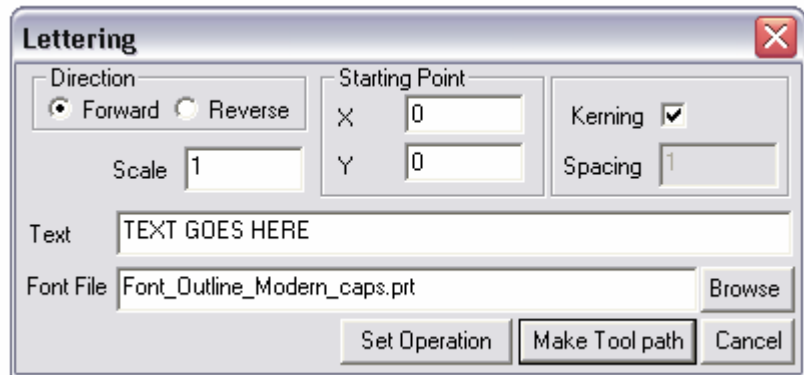 Lettering
Direction Starting Point
Forward Reverse X 0 Kerning
Scale 1 Y 0 Spacing 1
Text TEXT GOES HERE
Font File Font_Outline_Modern_caps.prt Browse
Set Operation Make Tool path Cancel